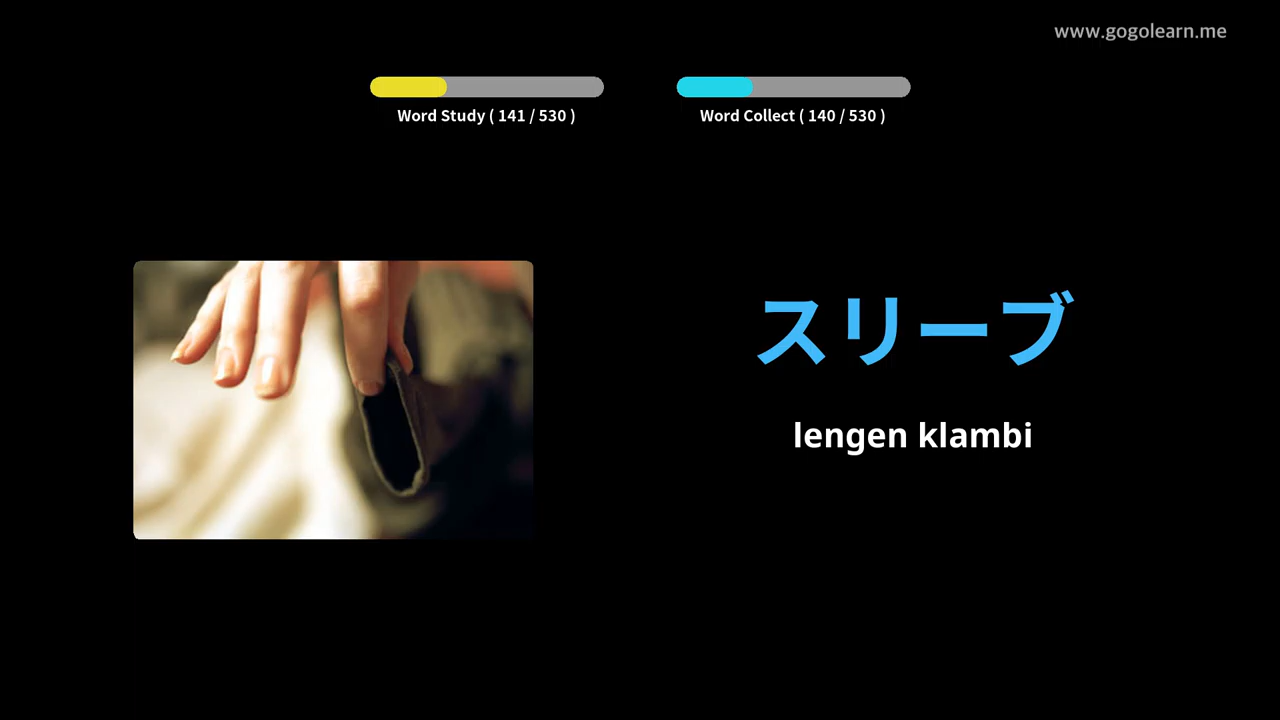 www.gogolearn.me
Word Study ( 141 / 530 )
Word Collect ( 140 / 530 )
スリーブ
lengen klambi